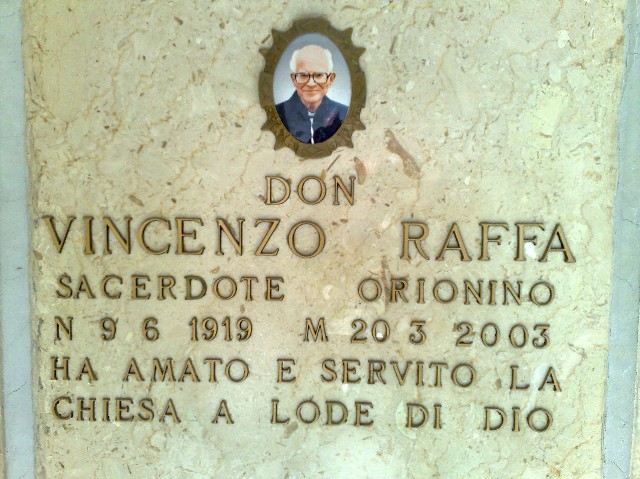 DON
VINCENZO RAFFA
SACERDOTE ORIONINO
N 9 6 1919 M 20 3 2003
HA AMATO E SERVITO LA
CHIESA A LODE DI DIO